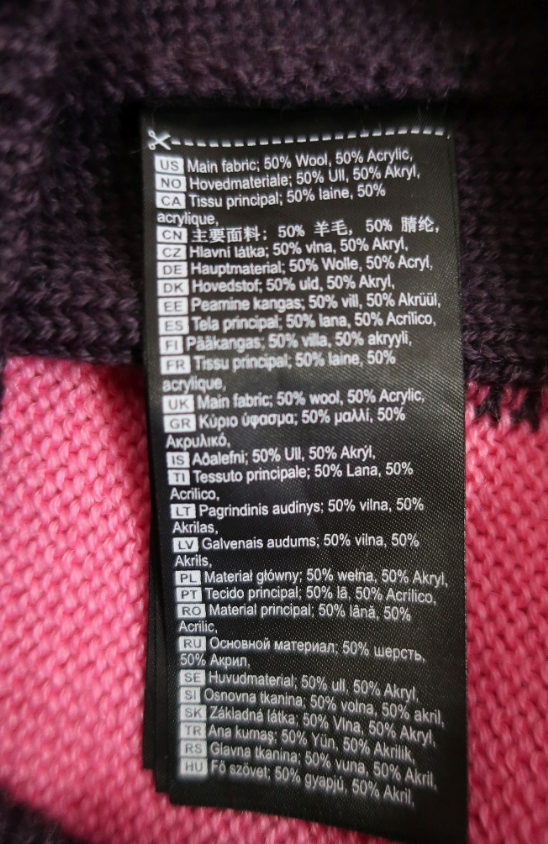 US Main fabric; 50% Wool, 50% Acrylic,
NO Hovedmateriale; 50% Ull, 50% Akryl,
CA Tissu principal; 50% laine, 50%
acrylique,
CN 主要面料; 50% 羊毛, 50% 腈纶,
CZ Hlavní látka; 50% vlna, 50% Akryl,
DE Hauptmaterial; 50% Wolle, 50% Acryl,
DK Hovedstof; 50% uld, 50% Akryl,
EE Peamine kangas; 50% vill, 50% Akrüül,
ES Tela principal; 50% lana, 50% Acrílico,
FI Pääkangas; 50% villa, 50% akryyli,
FR Tissu principal; 50% laine, 50%
acrylique,
UK Main fabric; 50% wool, 50% Acrylic,
GR Κύριο ύφασμα; 50% μαλλί, 50%
Ακρυλικό,
IS Aðalefni; 50% Ull, 50% Akrýl,
TI Tessuto principale; 50% Lana, 50%
Acrilico,
LT Pagrindinis audinys; 50% vilna, 50%
Akrilas,
LV Galvenais audums; 50% vilna, 50%
Akrils,
PL Materiał główny; 50% wełna, 50% Akryl,
PT Tecido principal; 50% lã, 50% Acrílico,
RO Material principal; 50% lână, 50%
Acrilic,
RU Основной материал; 50% шерсть,
50% Акрил,
SE Huvudmaterial; 50% ull, 50% Akryl,
SI Osnovna tkanina; 50% volna, 50% akril,
SK Základná látka; 50% Vlna, 50% Akryl,
TR Ana kumaş; 50% Yün, 50% Akrilik,
RS Glavna tkanina; 50% vuna, 50% Akril,
HU Fő szövet; 50% gyapjú, 50% Akril,